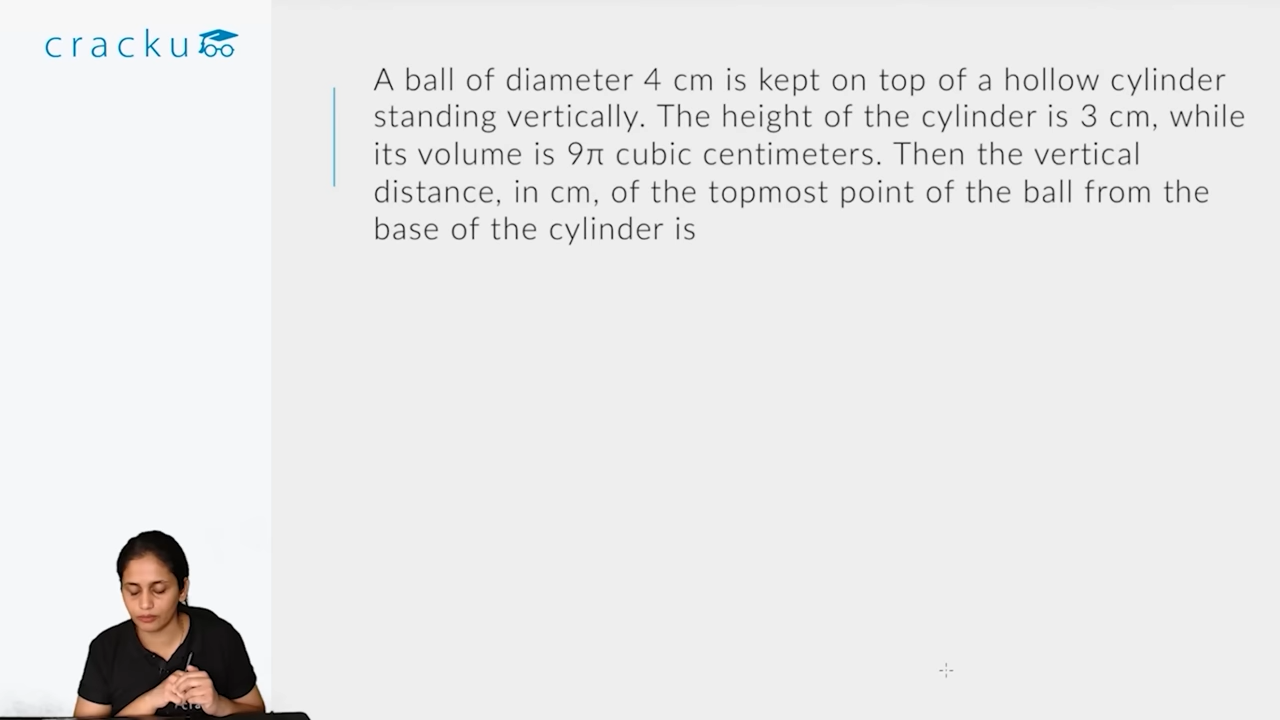 cracku
A ball of diameter 4 cm is kept on top of a hollow cylinder
standing vertically. The height of the cylinder is 3 cm, while
its volume is 9π cubic centimeters. Then the vertical
distance, in cm, of the topmost point of the ball from the
base of the cylinder is